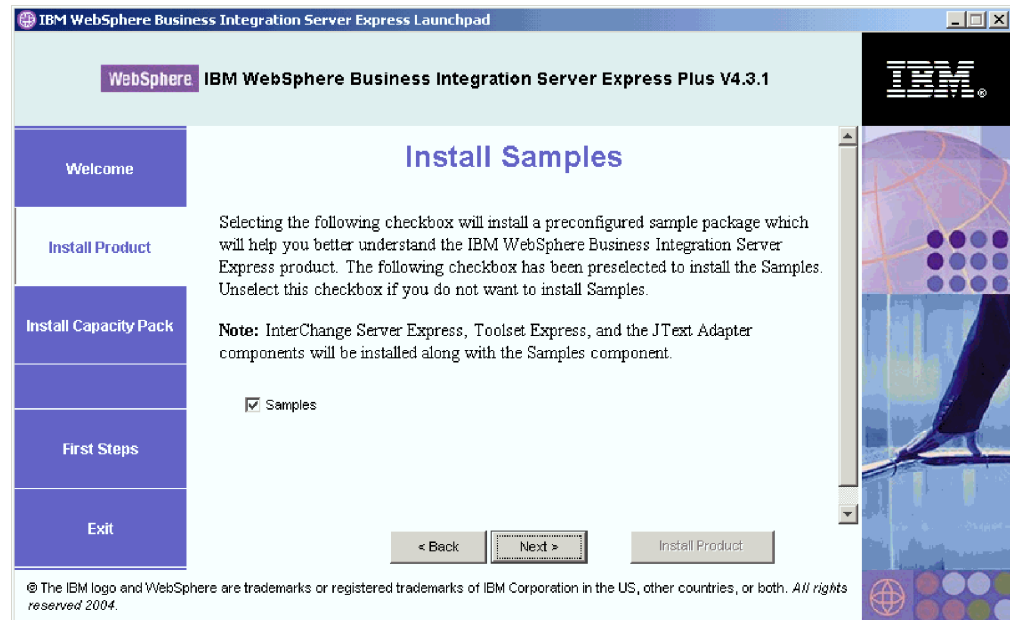 IBM WebSphere Business Integration Server Express Launchpad
WebSphere. IBM WebSphere Business Integration Server Express Plus V4.3.1
IBM®
Welcome
Install Product
Install Capacity Pack
First Steps
Exit
Install Samples
Selecting the following checkbox will install a preconfigured sample package which
will help you better understand the IBM WebSphere Business Integration Server
Express product. The following checkbox has been preselected to install the Samples.
Unselect this checkbox if you do not want to install Samples.
Note: InterChange Server Express, Toolset Express, and the JText Adapter
components will be installed along with the Samples component.
Samples
< Back
Next >
Install Product
© The IBM logo and WebSphere are trademarks or registered trademarks of IBM Corporation in the US, other countries, or both. All rights
reserved 2004.